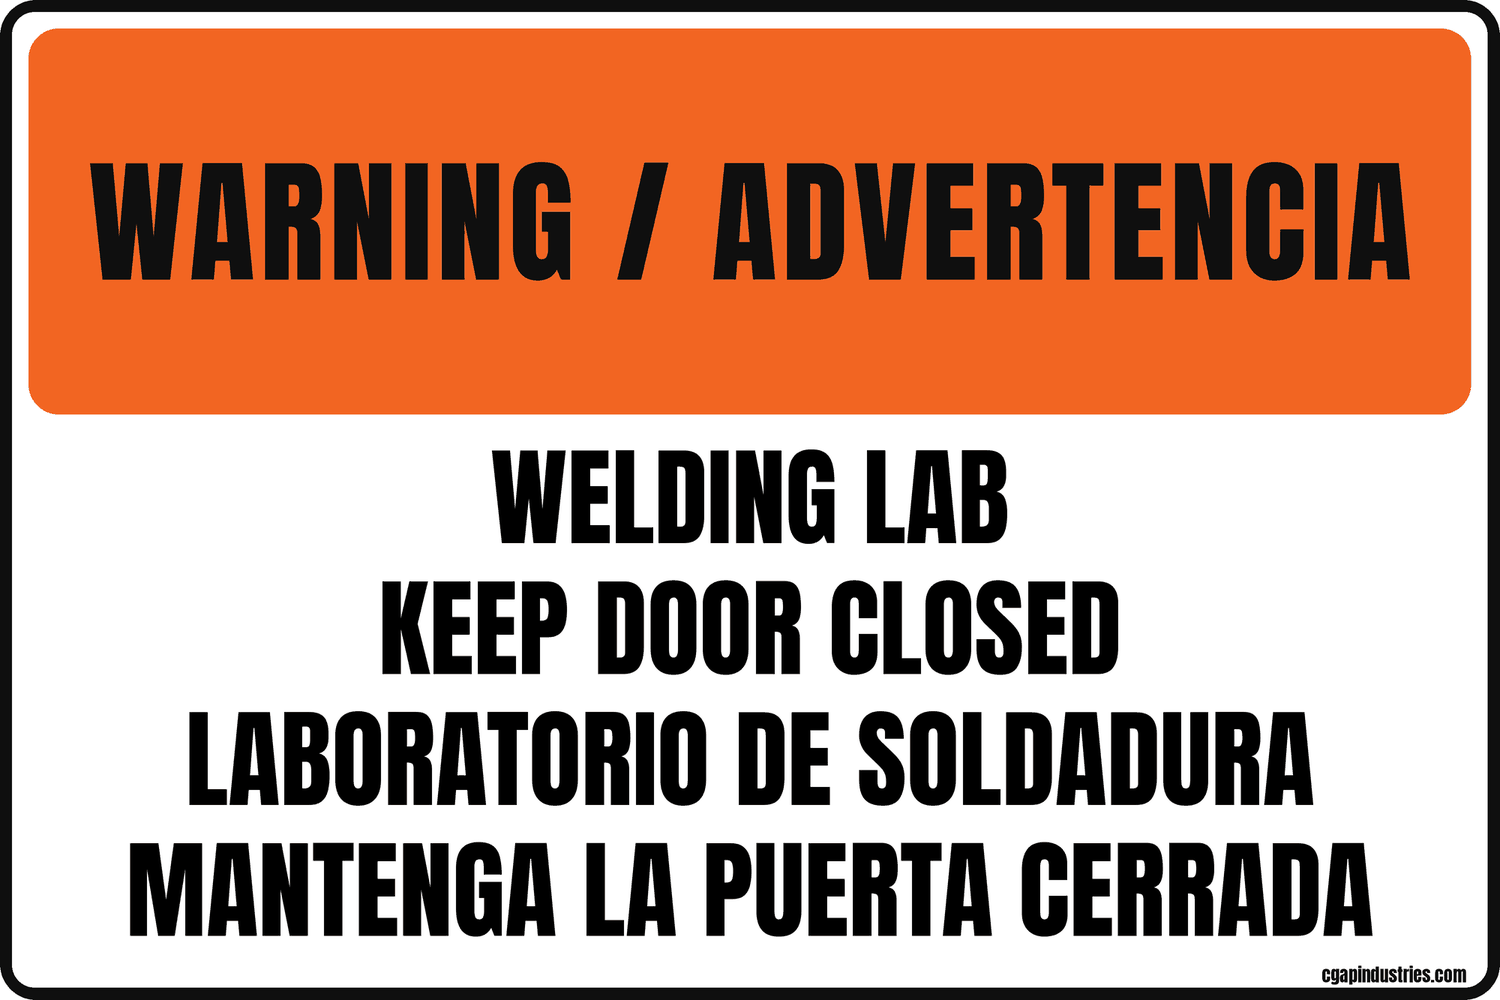 WARNING / ADVERTENCIA
WELDING LAB
KEEP DOOR CLOSED
LABORATORIO DE SOLDADURA
MANTENGA LA PUERTA CERRADA
cgapindustries.com